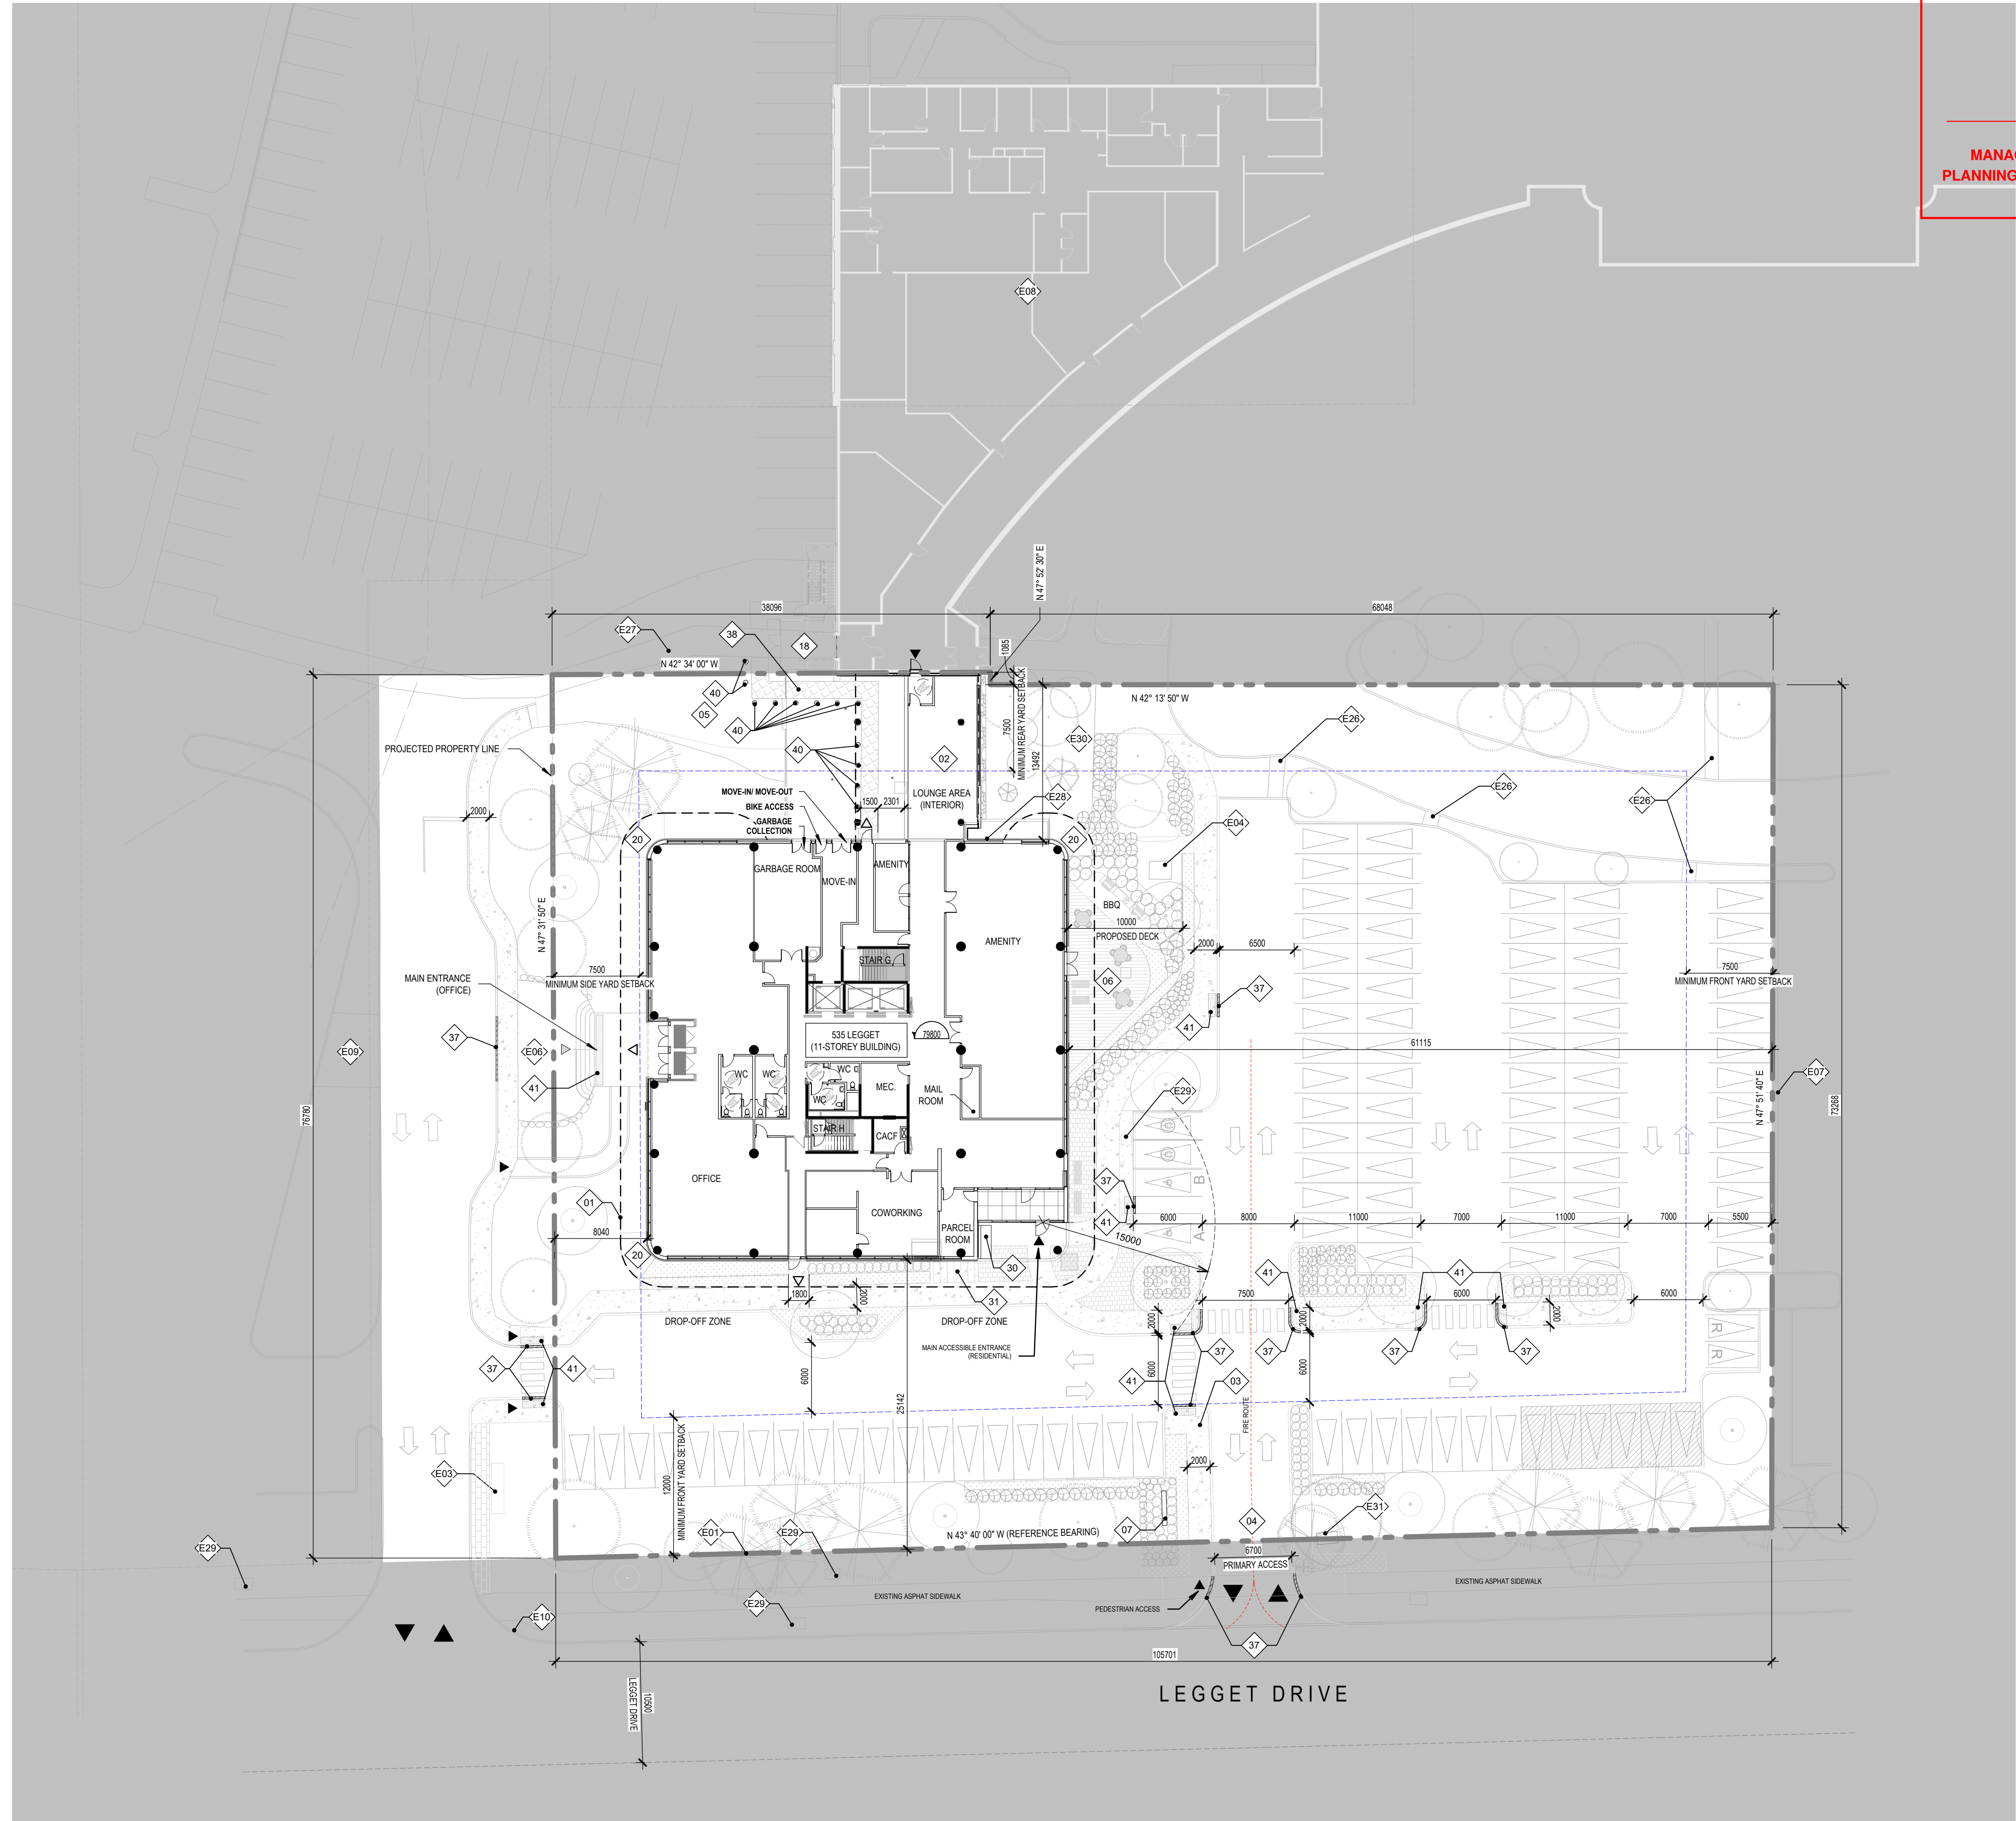 MANAG
PLANNING
E08
N 47° 52' 30" E
38096
68048
E27
38
18
1085
N 42° 34' 00" W
40
05
40
40
02
7500
MINIMUM REAR YARD SETBACK
13492
N 42° 13' 50" W
E30
E26
E26
E26
PROJECTED PROPERTY LINE
MOVE-IN/ MOVE-OUT
BIKE ACCESS
GARBAGE
COLLECTION
1500
2301
LOUNGE AREA
(INTERIOR)
E28
2000
20
20
E04
GARBAGE ROOM
MOVE-IN
AMENITY
BBQ
10000
PROPOSED DECK
N 47° 31' 50" E
AMENITY
2000
6500
STAIR G
7500
MINIMUM SIDE YARD SETBACK
MAIN ENTRANCE
(OFFICE)
06
37
7500
MINIMUM FRONT YARD SETBACK
37
E09
E06
41
535 LEGGET
(11-STOREY BUILDING)
79800
41
61115
E07
N 47° 51' 40" E
WC
WC
WC
WC
MEC.
MAIL
ROOM
E29
76780
73268
STAIR H
CACF
OFFICE
37
B
01
COWORKING
PARCEL
ROOM
41
A
6000
8000
11000
7000
11000
7000
5500
8040
15000
20
30
41
41
31
1800
2000
7500
6000
6000
2000
2000
2000
DROP-OFF ZONE
DROP-OFF ZONE
MAIN ACCESSIBLE ENTRANCE
(RESIDENTIAL)
R
R
37
41
37
37
37
37
41
03
6000
25142
6000
6000
FIRE ROUTE
12000
MINIMUM FRONT YARD SETBACK
E03
2000
E29
E01
E29
N 43° 40' 00" W (REFERENCE BEARING)
07
04
E31
6700
PRIMARY ACCESS
EXISTING ASPHAT SIDEWALK
EXISTING ASPHAT SIDEWALK
E10
E29
PEDESTRIAN ACCESS
37
105701
10500
LEGGET DRIVE
LEGGET DRIVE